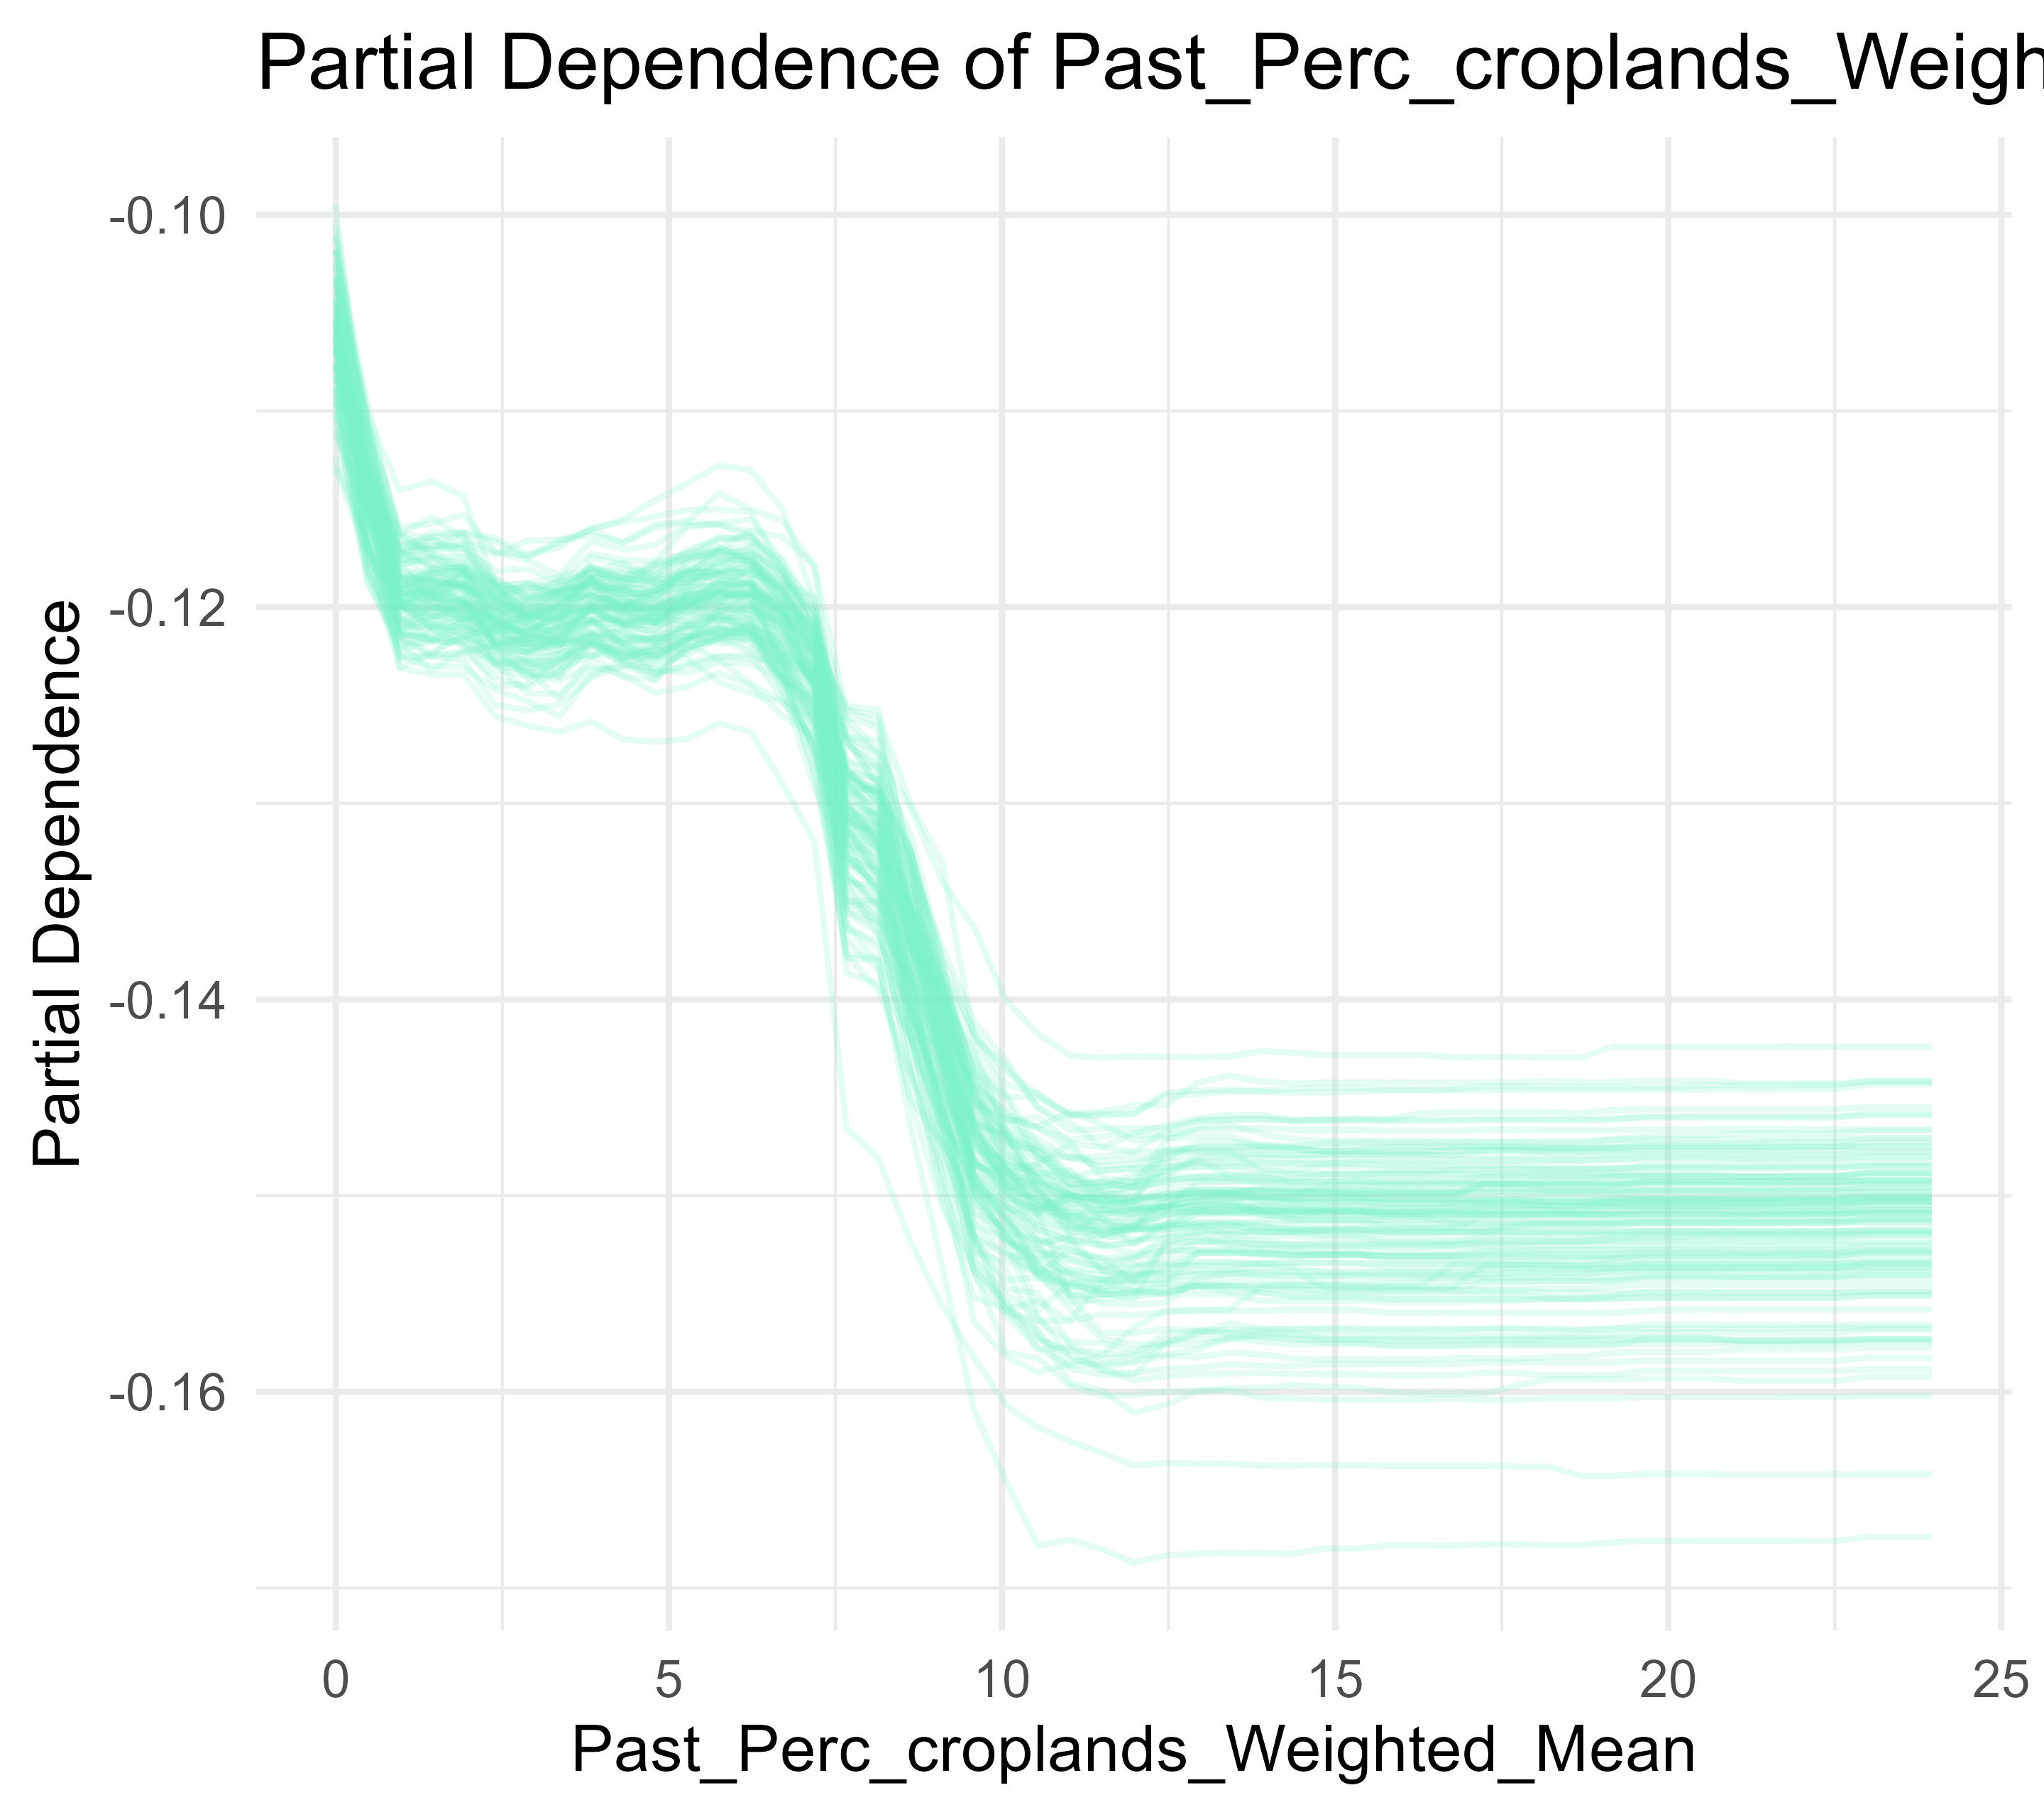 Partial Dependence of Past_Perc_croplands_Weigh
-0.10
-0.12
-0.14
-0.16
Partial Dependence
0 5 10 15 20 25
Past_Perc_croplands_Weighted_Mean